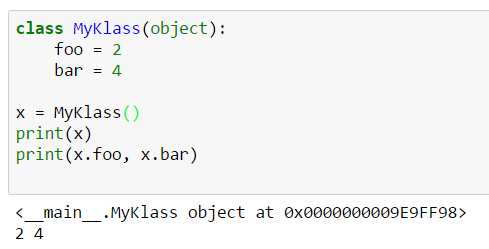 class MyKlass(object):
    foo = 2
    bar = 4
x = MyKlass()
print(x)
print(x.foo, x.bar)
<__main__.MyKlass object at 0x0000000009E9FF98>
2 4